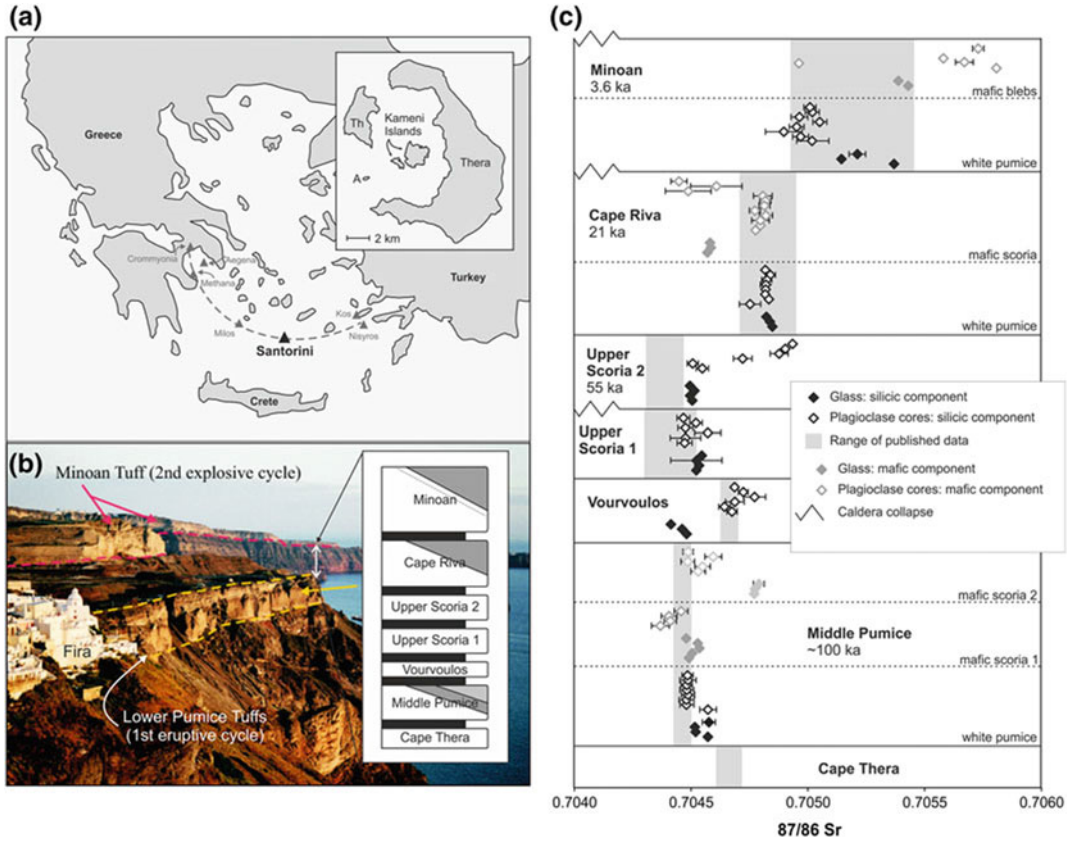 (a)
Greece
Crommyonia
Aegena
Methana
Milos
Santorini
Kos
Nisyros
Turkey
Crete
Th
Kameni
Islands
Thera
A
2 km
(b)
Minoan Tuff (2nd explosive cycle)
Fira
Lower Pumice Tuffs
(1st eruptive cycle)
Minoan
Cape Riva
Upper Scoria 2
Upper Scoria 1
Vourvoulos
Middle Pumice
Cape Thera
(c)
Minoan
3.6 ka
mafic blebs
white pumice
Cape Riva
21 ka
mafic scoria
white pumice
Upper
Scoria 2
55 ka
Upper
Scoria 1
Vourvoulos
Glass: silicic component
Plagioclase cores: silicic component
Range of published data
Glass: mafic component
Plagioclase cores: mafic component
Caldera collapse
mafic scoria 2
Middle Pumice
~100 ka
mafic scoria 1
white pumice
Cape Thera
0.7040 0.7045 0.7050 0.7055 0.7060
87/86 Sr